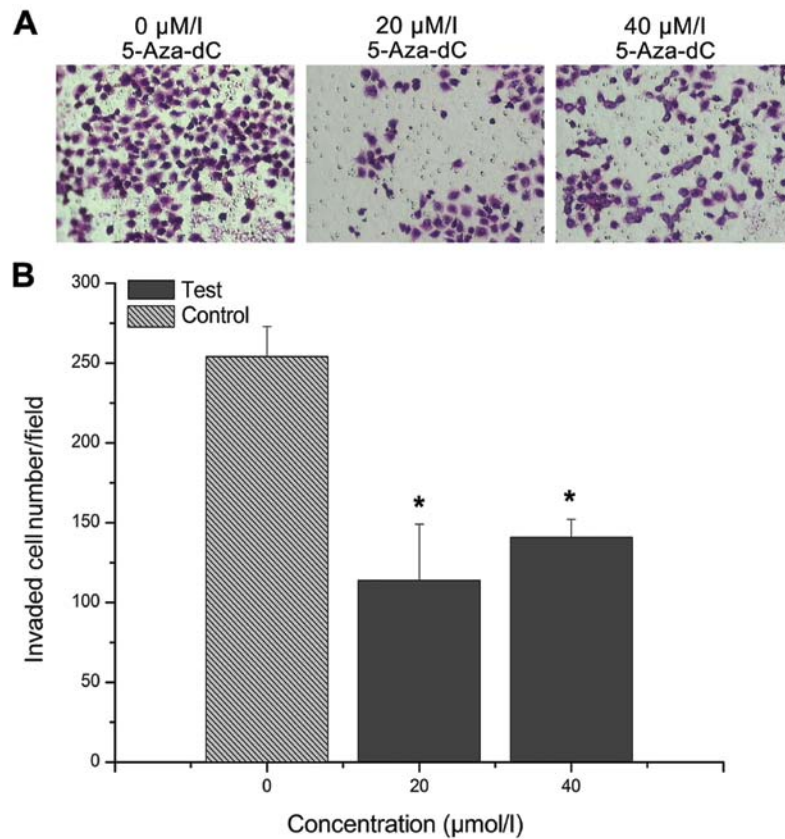 A
0 µM/l
5-Aza-dC
20 µM/l
5-Aza-dC
40 µM/l
5-Aza-dC
B
Test
Control
300
250
200
150
100
50
0
Invaded cell number/field
*
*
0
20
40
Concentration (µmol/l)